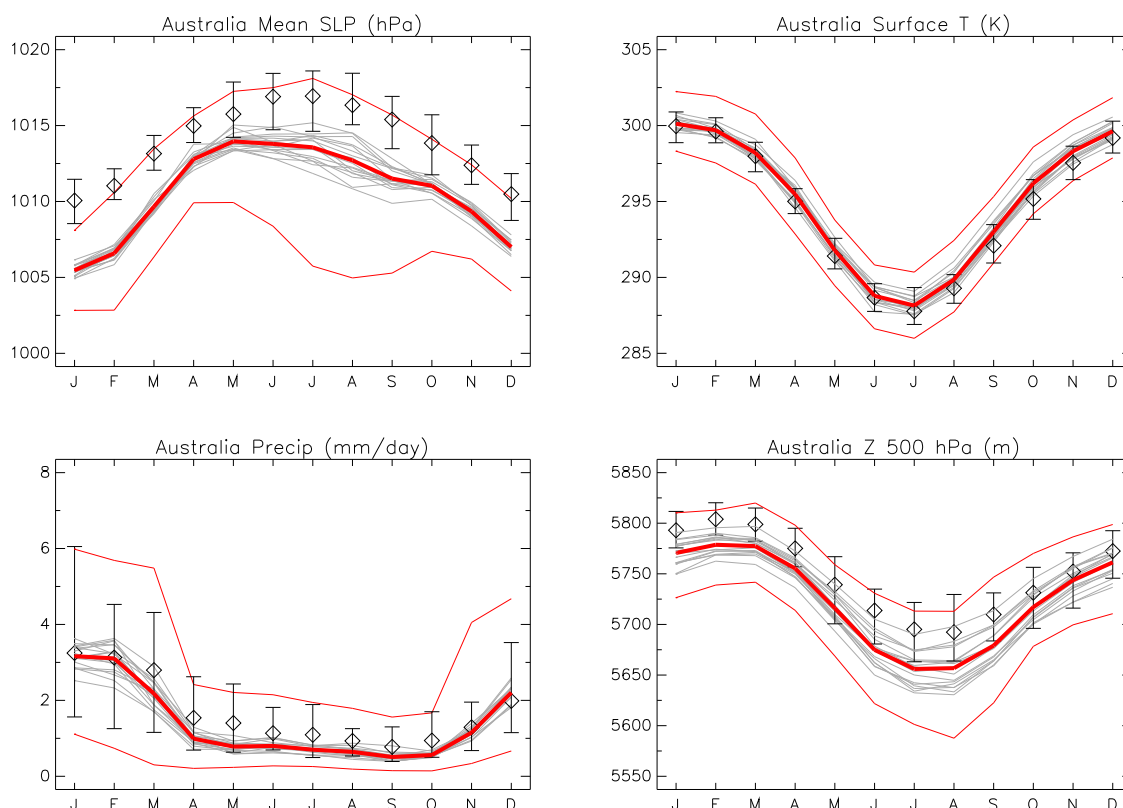 Australia Mean SLP (hPa)
1020
1015
1010
1005
1000
J F M A M J J A S O N D
Australia Surface T (K)
305
300
295
290
285
J F M A M J J A S O N D
Australia Precip (mm/day)
8
6
4
2
0
J F M A M J J A S O N D
Australia Z 500 hPa (m)
5850
5800
5750
5700
5650
5600
5550
J F M A M J J A S O N D